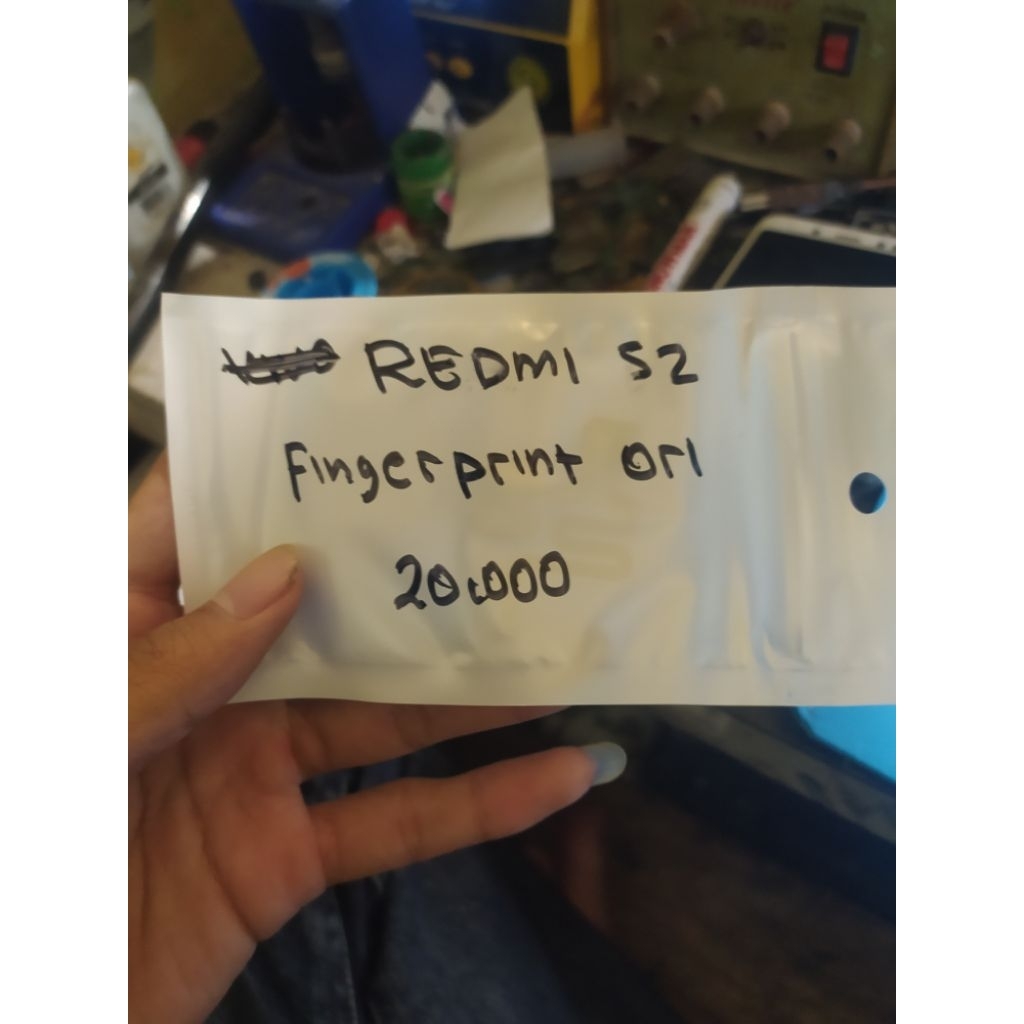 REDMI S2
Fingerprint ori
20.000